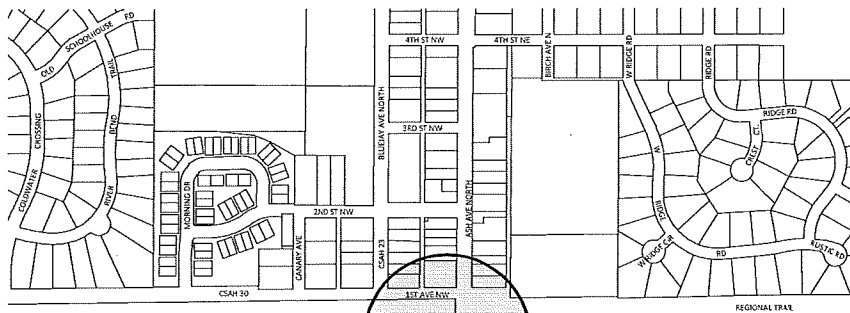 OLD SCHOOLHOUSE RD
4TH ST NW
4TH ST NE
BIRCH AVE N
W RIDGE RD
RIDGE RD
TRAIL
BEND
RIVER
COLDWATER
CROSSING
BLUEJAY AVE NORTH
3RD ST NW
RIDGE RD
CREST CT
MORNING DR
2ND ST NW
ASH AVE NORTH
W
RIDGE
RD
CANARY AVE
CSAH 23
W RIDGE CIR
RUSTIC RD
CSAH 30
1ST AVE NW
REGIONAL TRAIL